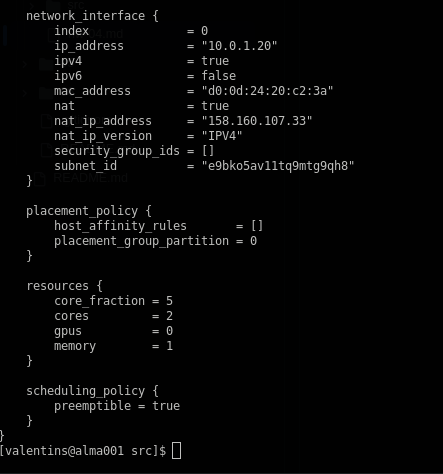 network_interface {
index = 0
ip_address = "10.0.1.20"
ipv4 = true
ipv6 = false
mac_address = "d0:0d:24:20:c2:3a"
nat = true
nat_ip_address = "158.160.107.33"
nat_ip_version = "IPV4"
security_group_ids = []
subnet_id = "e9bko5av11tq9mtg9qh8"
}
placement_policy {
host_affinity_rules = []
placement_group_partition = 0
}
resources {
core_fraction = 5
cores = 2
gpus = 0
memory = 1
}
scheduling_policy {
preemptible = true
}
}
[valentins@alma001 src]$